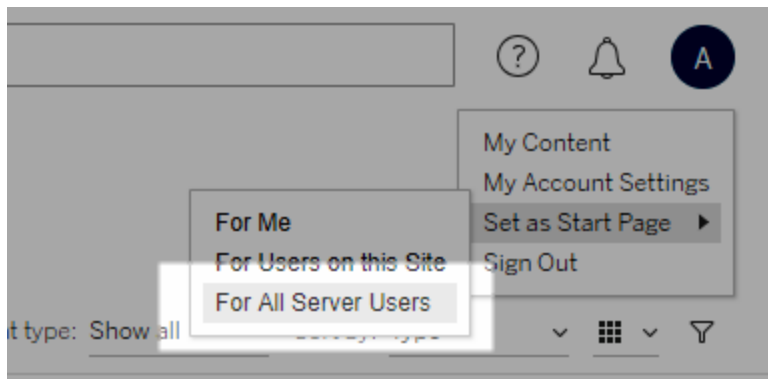 ?
A
My Content
My Account Settings
Set as Start Page
Sign Out
For Me
For Users on this Site
For All Server Users
t type: Show all